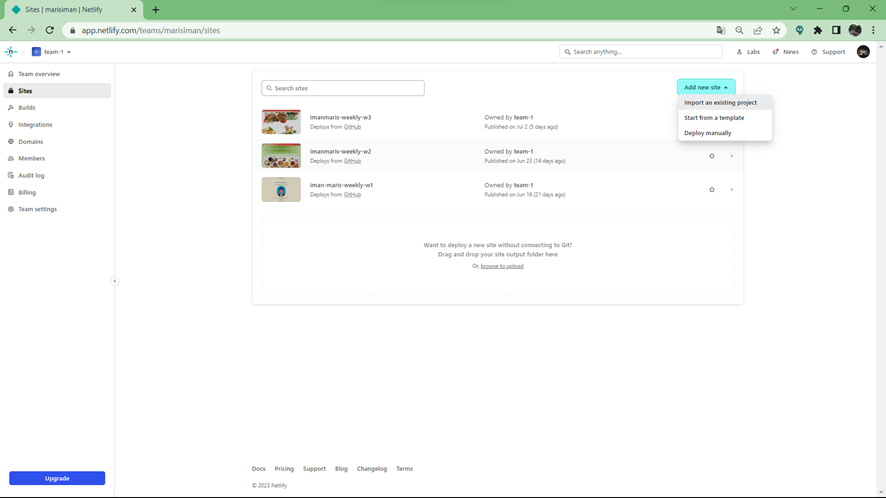 Sites | marisiman | Netlify
app.netlify.com/teams/marisiman/sites
team-1
Search anything...
Labs
News
Support
Team overview
Sites
Builds
Integrations
Domains
Members
Audit log
Billing
Team settings
Upgrade
Search sites
Add new site
Import an existing project
Start from a template
Deploy manually
imanmaris-weekly-w3
Deploys from GitHub
Owned by team-1
Published on Jul 2 (5 days ago)
imanmaris-weekly-w2
Deploys from GitHub
Owned by team-1
Published on Jun 23 (14 days ago)
iman-maris-weekly-w1
Deploys from GitHub
Owned by team-1
Published on Jun 16 (21 days ago)
Want to deploy a new site without connecting to Git?
Drag and drop your site output folder here
Or, browse to upload
Docs Pricing Support Blog Changelog Terms
© 2023 Netlify